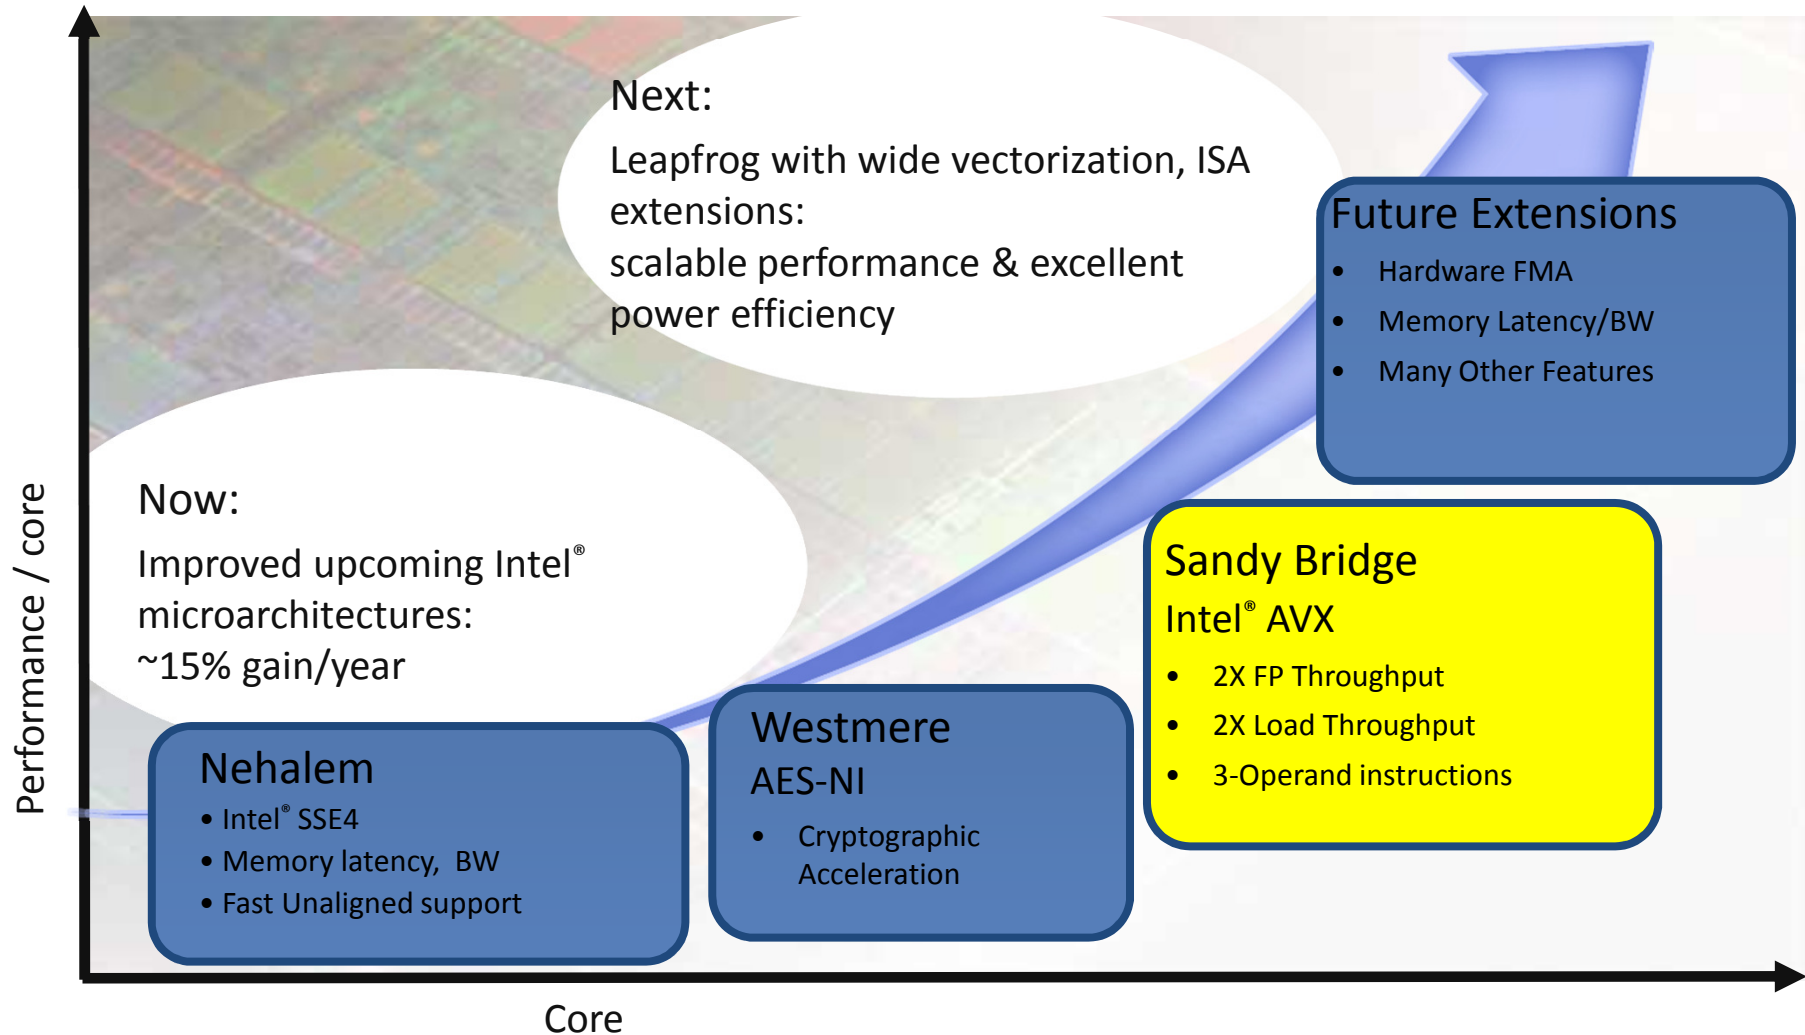 Next:
Leapfrog with wide vectorization, ISA
extensions:
scalable performance & excellent
power efficiency
Future Extensions
• Hardware FMA
• Memory Latency/BW
• Many Other Features
Now:
Improved upcoming Intel®
microarchitectures:
~15% gain/year
Sandy Bridge
Intel® AVX
• 2X FP Throughput
• 2X Load Throughput
• 3-Operand instructions
Westmere
AES-NI
• Cryptographic
Acceleration
Nehalem
• Intel® SSE4
• Memory latency, BW
• Fast Unaligned support
Performance / core
Core